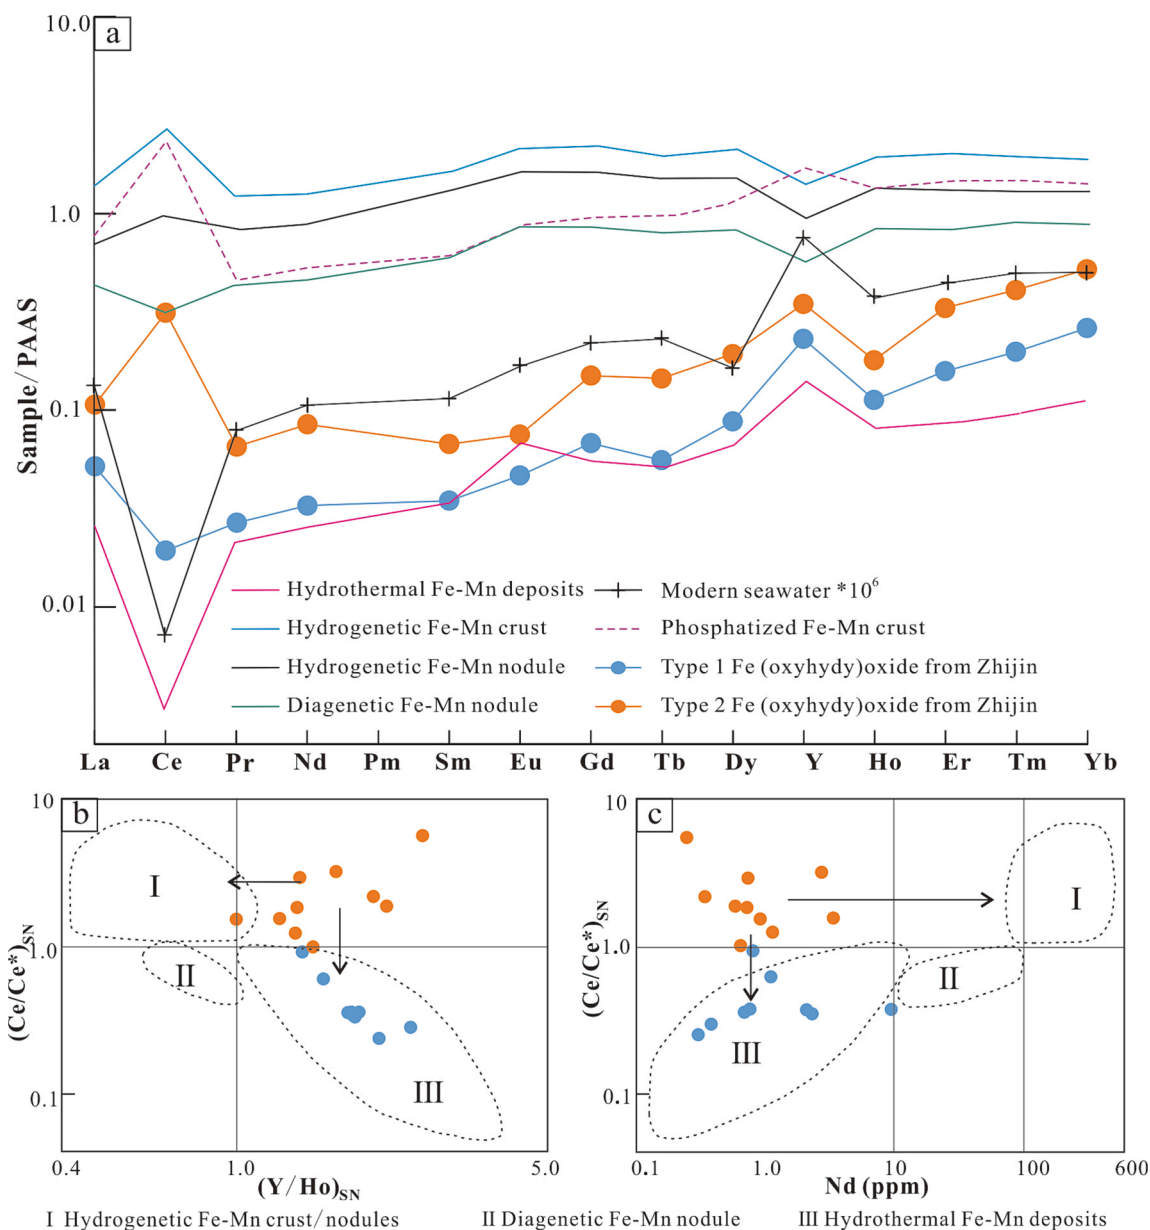 a
10.0
1.0
0.1
0.01
Sample/ PAAS
Hydrothermal Fe-Mn deposits
Hydrogenetic Fe-Mn crust
Hydrogenetic Fe-Mn nodule
Diagenetic Fe-Mn nodule
Modern seawater *10⁶
Phosphatized Fe-Mn crust
Type 1 Fe (oxyhydy)oxide from Zhijin
Type 2 Fe (oxyhydy)oxide from Zhijin
La Ce Pr Nd Pm Sm Eu Gd Tb Dy Y Ho Er Tm Yb
b
10
1.0
0.1
(Ce/Ce*)SN
I
II
III
0.4 1.0 5.0
(Y/Ho)SN
c
10
1.0
0.1
(Ce/Ce*)SN
I
II
III
0.1 1.0 10 100 600
Nd (ppm)
I Hydrogenetic Fe-Mn crust/nodules II Diagenetic Fe-Mn nodule III Hydrothermal Fe-Mn deposits